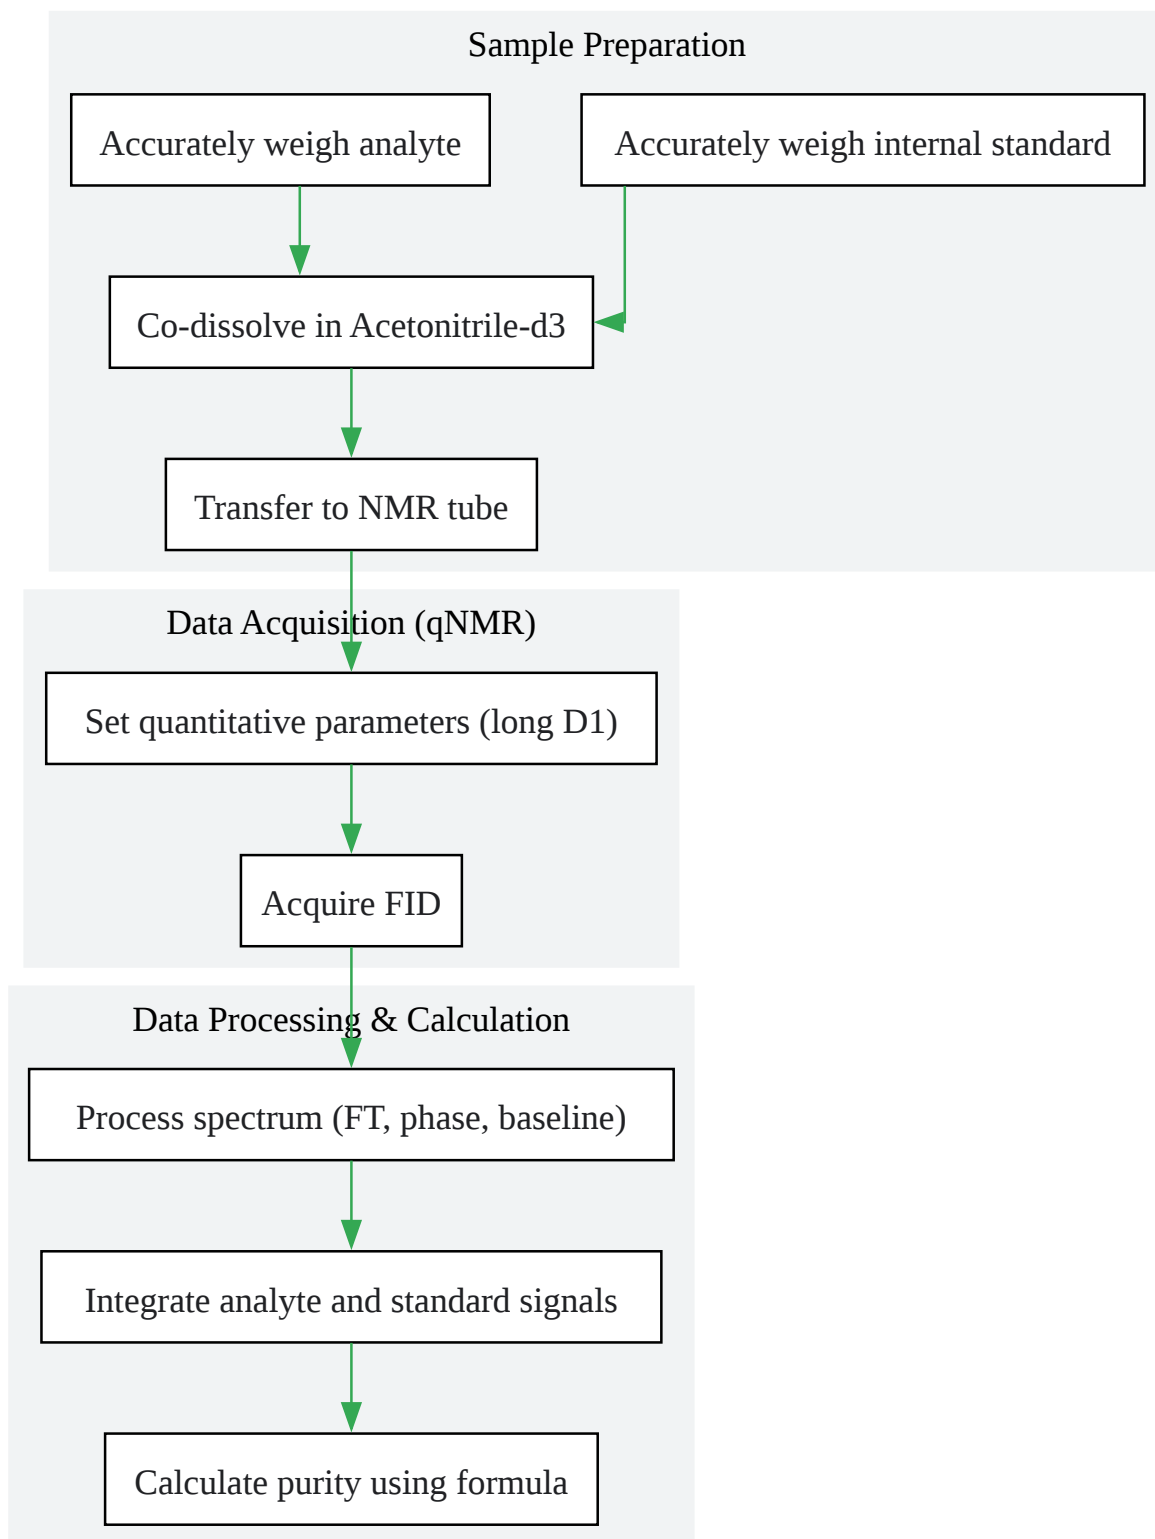 Sample Preparation
Accurately weigh analyte
Accurately weigh internal standard
Co-dissolve in Acetonitrile-d3
Transfer to NMR tube
Data Acquisition (qNMR)
Set quantitative parameters (long D1)
Acquire FID
Data Processing & Calculation
Process spectrum (FT, phase, baseline)
Integrate analyte and standard signals
Calculate purity using formula